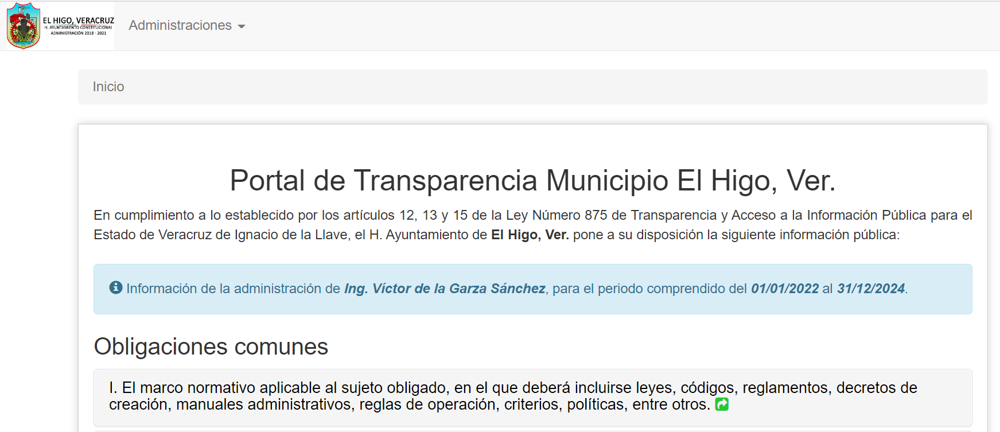 EL HIGO, VERACRUZ
H. AYUNTAMIENTO CONSTITUCIONAL
ADMINISTRACIÓN 2018 - 2021
Administraciones
Inicio
Portal de Transparencia Municipio El Higo, Ver.
En cumplimiento a lo establecido por los artículos 12, 13 y 15 de la Ley Número 875 de Transparencia y Acceso a la Información Pública para el
Estado de Veracruz de Ignacio de la Llave, el H. Ayuntamiento de El Higo, Ver. pone a su disposición la siguiente información pública:
Información de la administración de Ing. Víctor de la Garza Sánchez, para el periodo comprendido del 01/01/2022 al 31/12/2024.
Obligaciones comunes
I. El marco normativo aplicable al sujeto obligado, en el que deberá incluirse leyes, códigos, reglamentos, decretos de
creación, manuales administrativos, reglas de operación, criterios, políticas, entre otros.